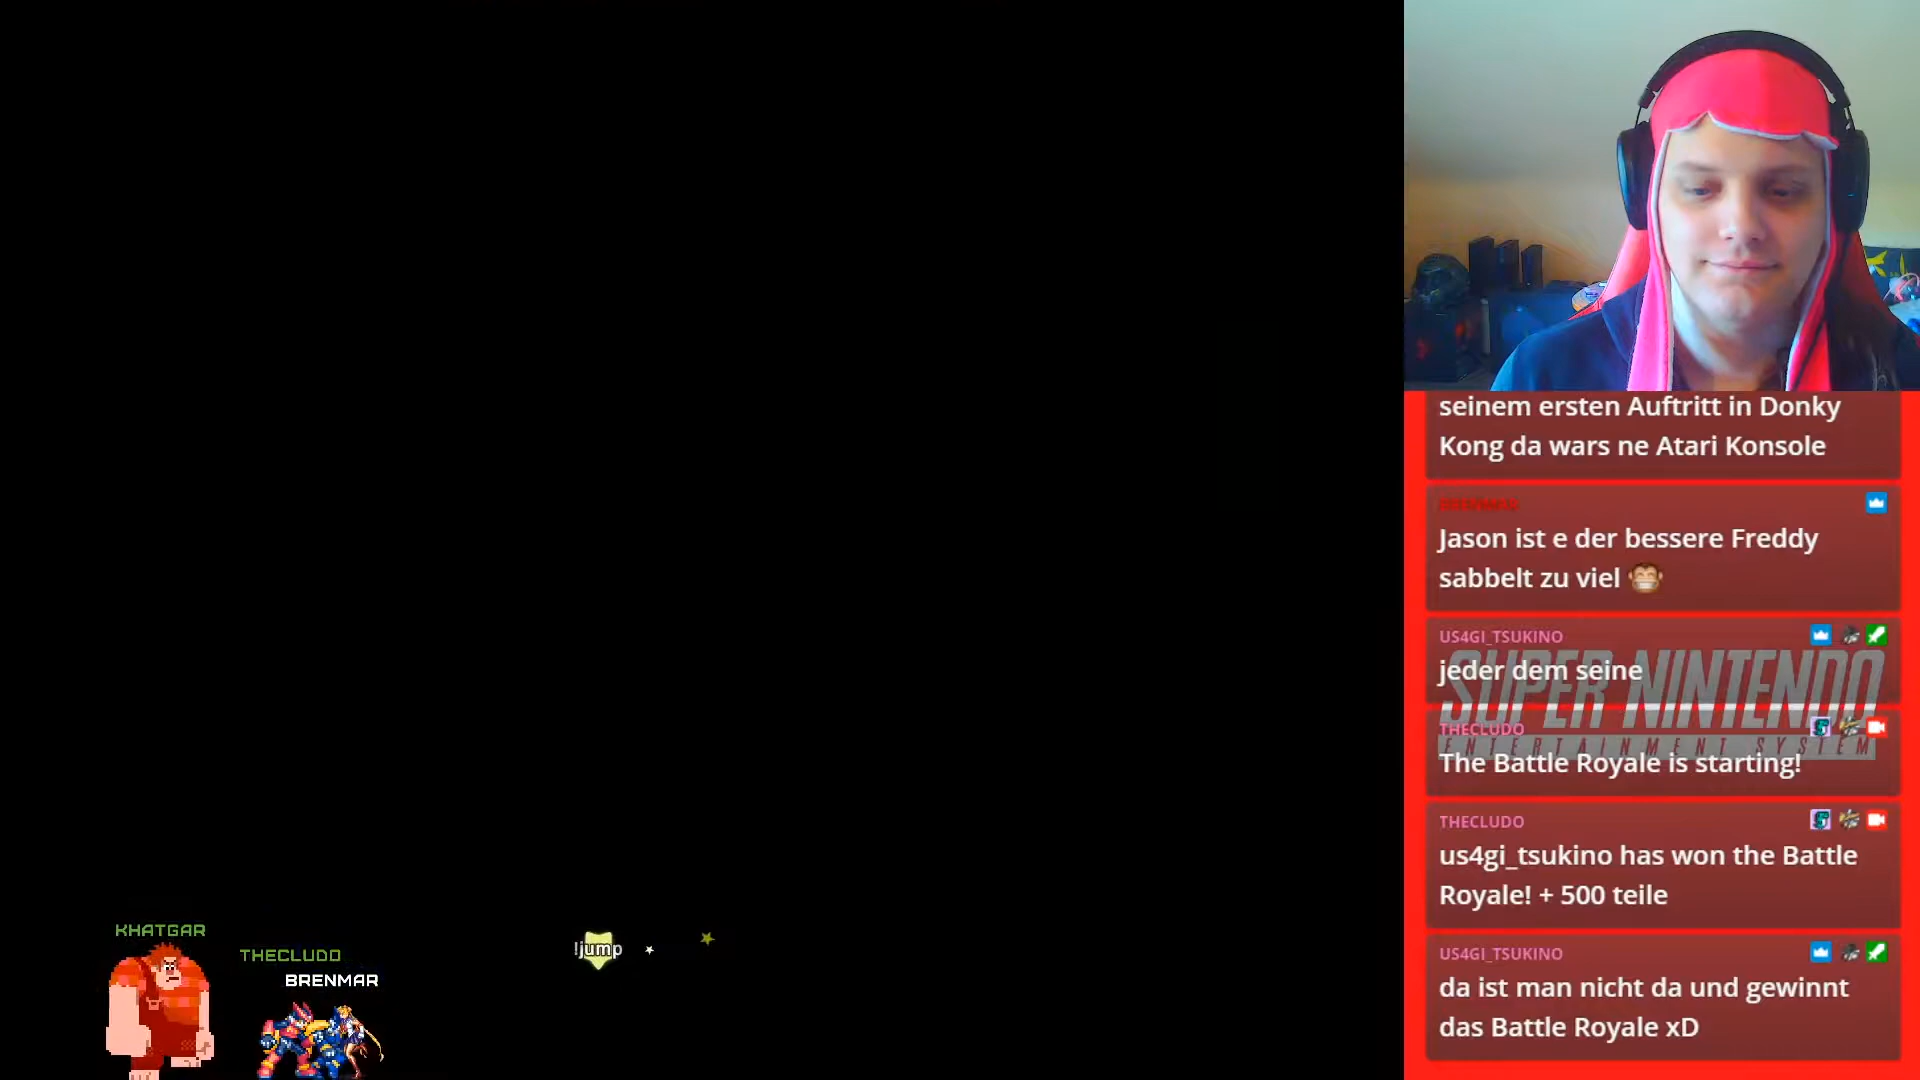 seinem ersten Auftritt in Donky
Kong da wars ne Atari Konsole
Jason ist e der bessere Freddy
sabbelt zu viel
US4GI_TSUKINO
jeder dem seine
SUPER NINTENDO
ENTERTAINMENT SYSTEM
THECLUDO
The Battle Royale is starting!
THECLUDO
us4gi_tsukino has won the Battle
Royale! + 500 teile
US4GI_TSUKINO
da ist man nicht da und gewinnt
das Battle Royale xD
KHATGAR
THECLUDO
BRENMAR
!jump